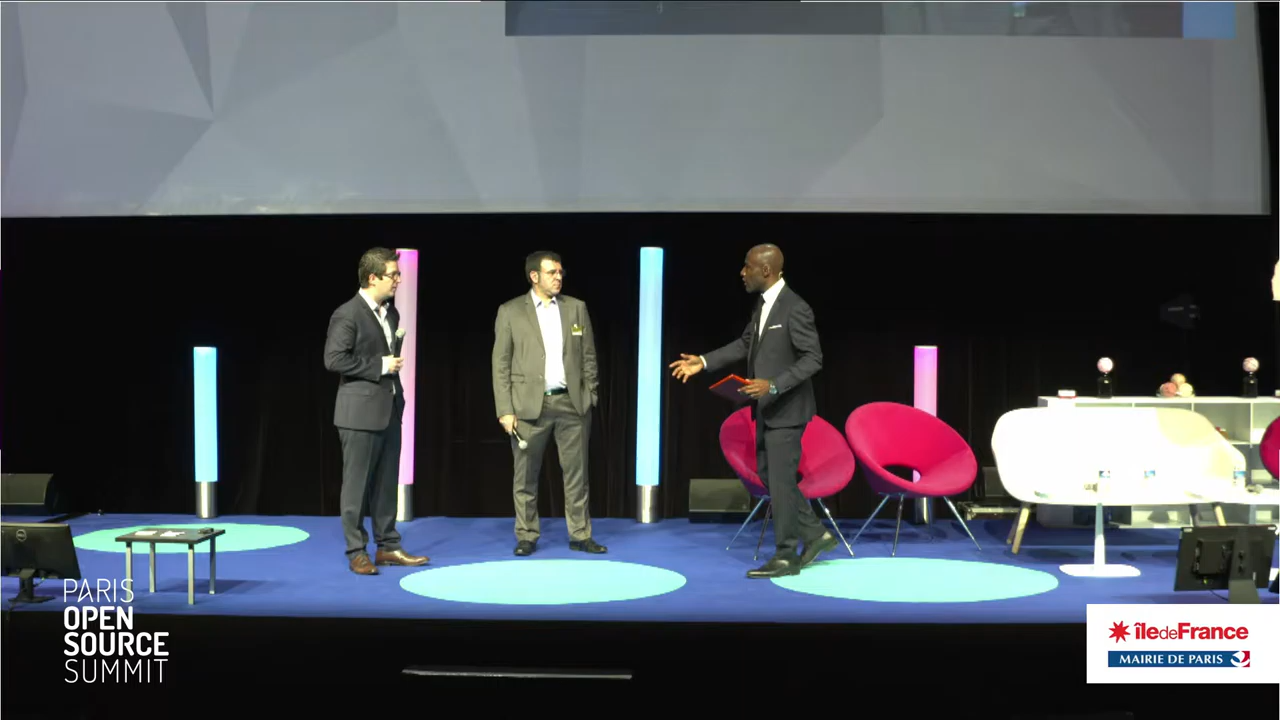 PARIS
OPEN
SOURCE
SUMMIT
îledeFrance
MAIRIE DE PARIS